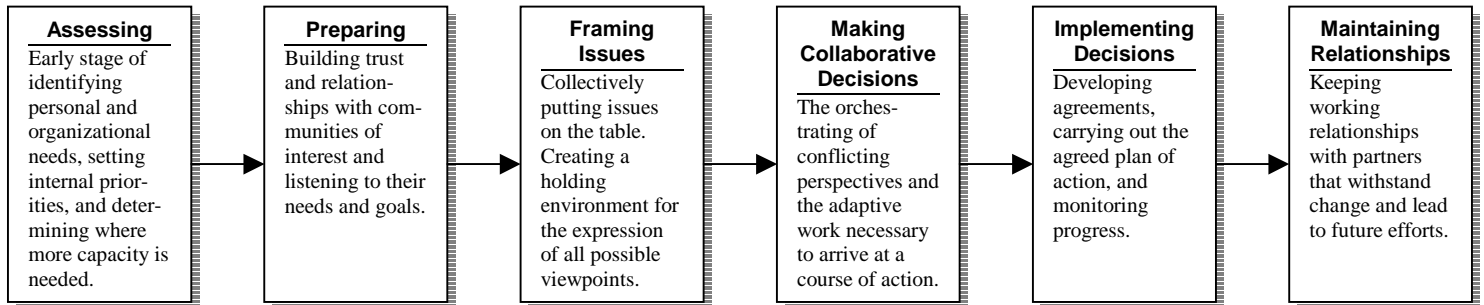 Assessing
Early stage of
identifying
personal and
organizational
needs, setting
internal prior-
ities, and deter-
mining where
more capacity is
needed.
Preparing
Building trust
and relation-
ships with com-
munities of
interest and
listening to their
needs and goals.
Framing
Issues
Collectively
putting issues
on the table.
Creating a
holding
environment for
the expression
of all possible
viewpoints.
Making
Collaborative
Decisions
The orches-
trating of
conflicting
perspectives and
the adaptive
work necessary
to arrive at a
course of action.
Implementing
Decisions
Developing
agreements,
carrying out the
agreed plan of
action, and
monitoring
progress.
Maintaining
Relationships
Keeping
working
relationships
with partners
that withstand
change and lead
to future efforts.